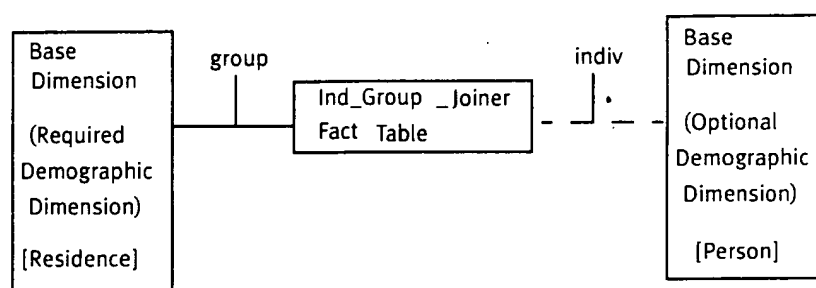 Base
Dimension
(Required
Demographic
Dimension)
[Residence]
group
Ind_Group _Joiner
Fact Table
indiv
Base
Dimension
(Optional
Demographic
Dimension)
[Person]